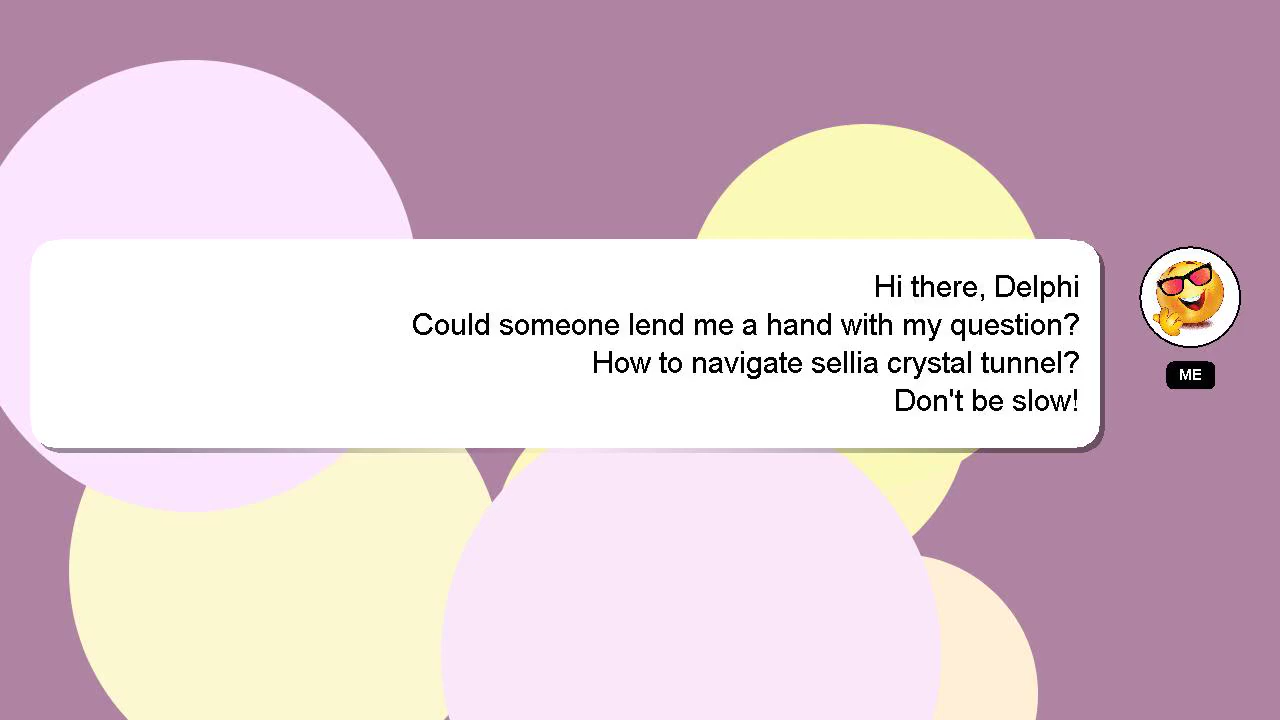 Hi there, Delphi
Could someone lend me a hand with my question?
How to navigate sellia crystal tunnel?
Don't be slow!
ME